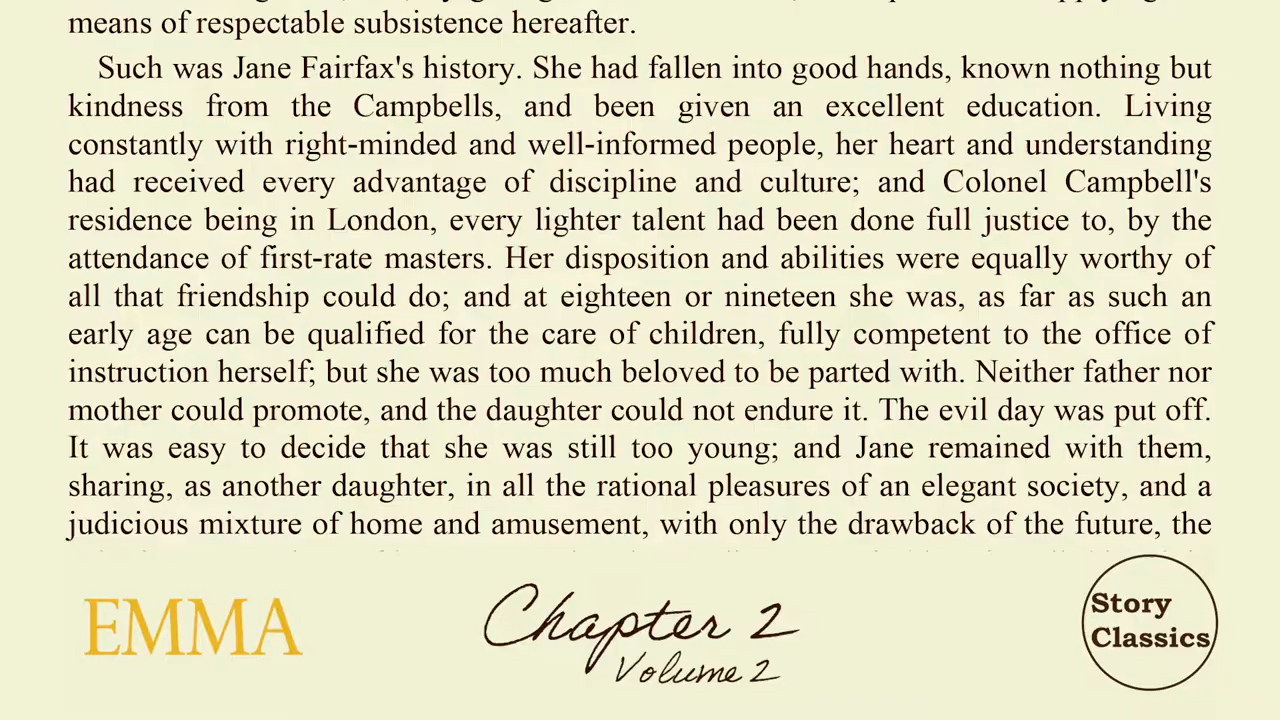 means of respectable subsistence hereafter.
Such was Jane Fairfax's history. She had fallen into good hands, known nothing but
kindness from the Campbells, and been given an excellent education. Living
constantly with right-minded and well-informed people, her heart and understanding
had received every advantage of discipline and culture; and Colonel Campbell's
residence being in London, every lighter talent had been done full justice to, by the
attendance of first-rate masters. Her disposition and abilities were equally worthy of
all that friendship could do; and at eighteen or nineteen she was, as far as such an
early age can be qualified for the care of children, fully competent to the office of
instruction herself; but she was too much beloved to be parted with. Neither father nor
mother could promote, and the daughter could not endure it. The evil day was put off.
It was easy to decide that she was still too young; and Jane remained with them,
sharing, as another daughter, in all the rational pleasures of an elegant society, and a
judicious mixture of home and amusement, with only the drawback of the future, the
EMMA
Chapter 2
Volume 2
Story
Classics